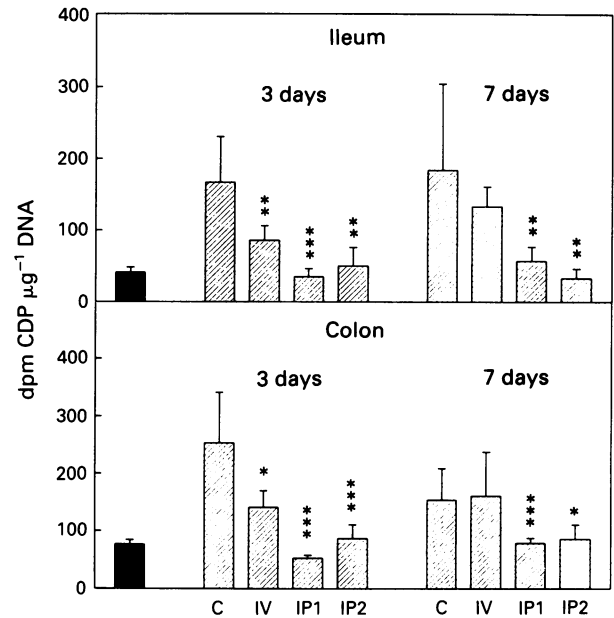 400
Ileum
300
3 days
7 days
200
**
***
**
**
**
100
0
dpm CDP μg⁻¹ DNA
Colon
400
3 days
7 days
300
200
*
***
***
***
*
100
0
C IV IP1 IP2 C IV IP1 IP2